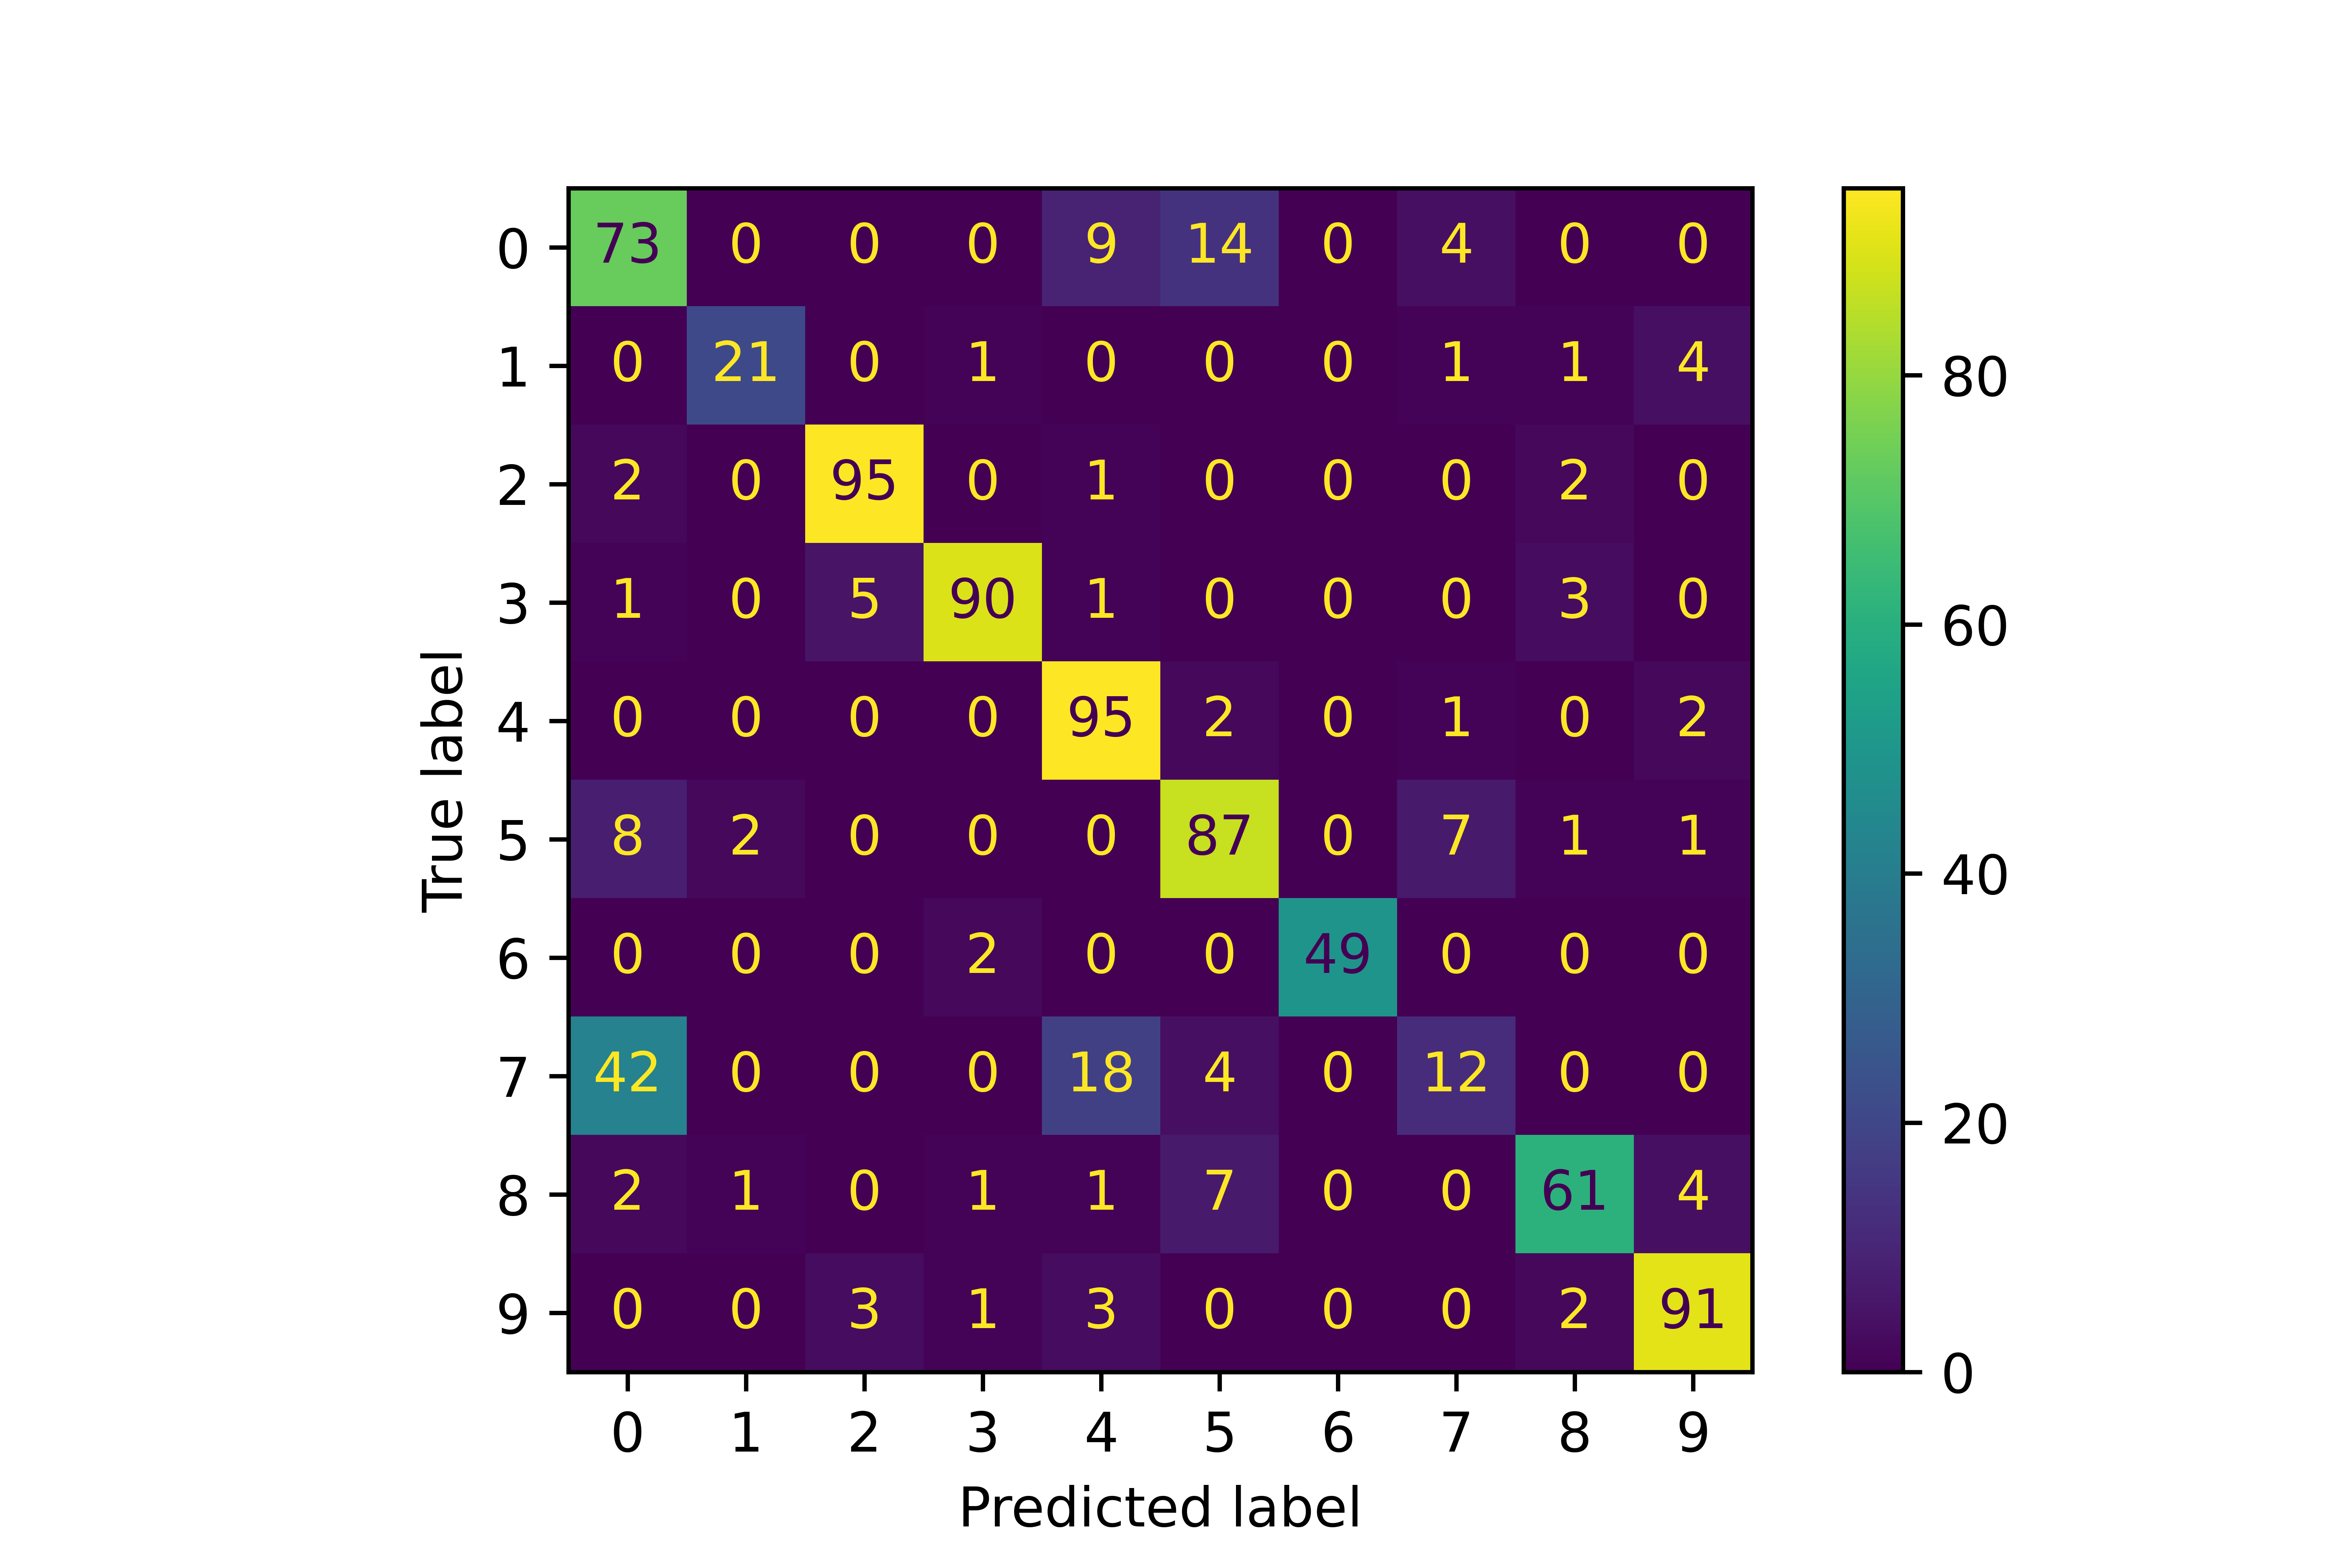 0 73 0 0 0 9 14 0 4 0 0
1 0 21 0 1 0 0 0 1 1 4
2 2 0 95 0 1 0 0 0 2 0
3 1 0 5 90 1 0 0 0 3 0
4 0 0 0 0 95 2 0 1 0 2
5 8 2 0 0 0 87 0 7 1 1
6 0 0 0 2 0 0 49 0 0 0
7 42 0 0 0 18 4 0 12 0 0
8 2 1 0 1 1 7 0 0 61 4
9 0 0 3 1 3 0 0 0 2 91
0 1 2 3 4 5 6 7 8 9
Predicted label
True label
80
60
40
20
0